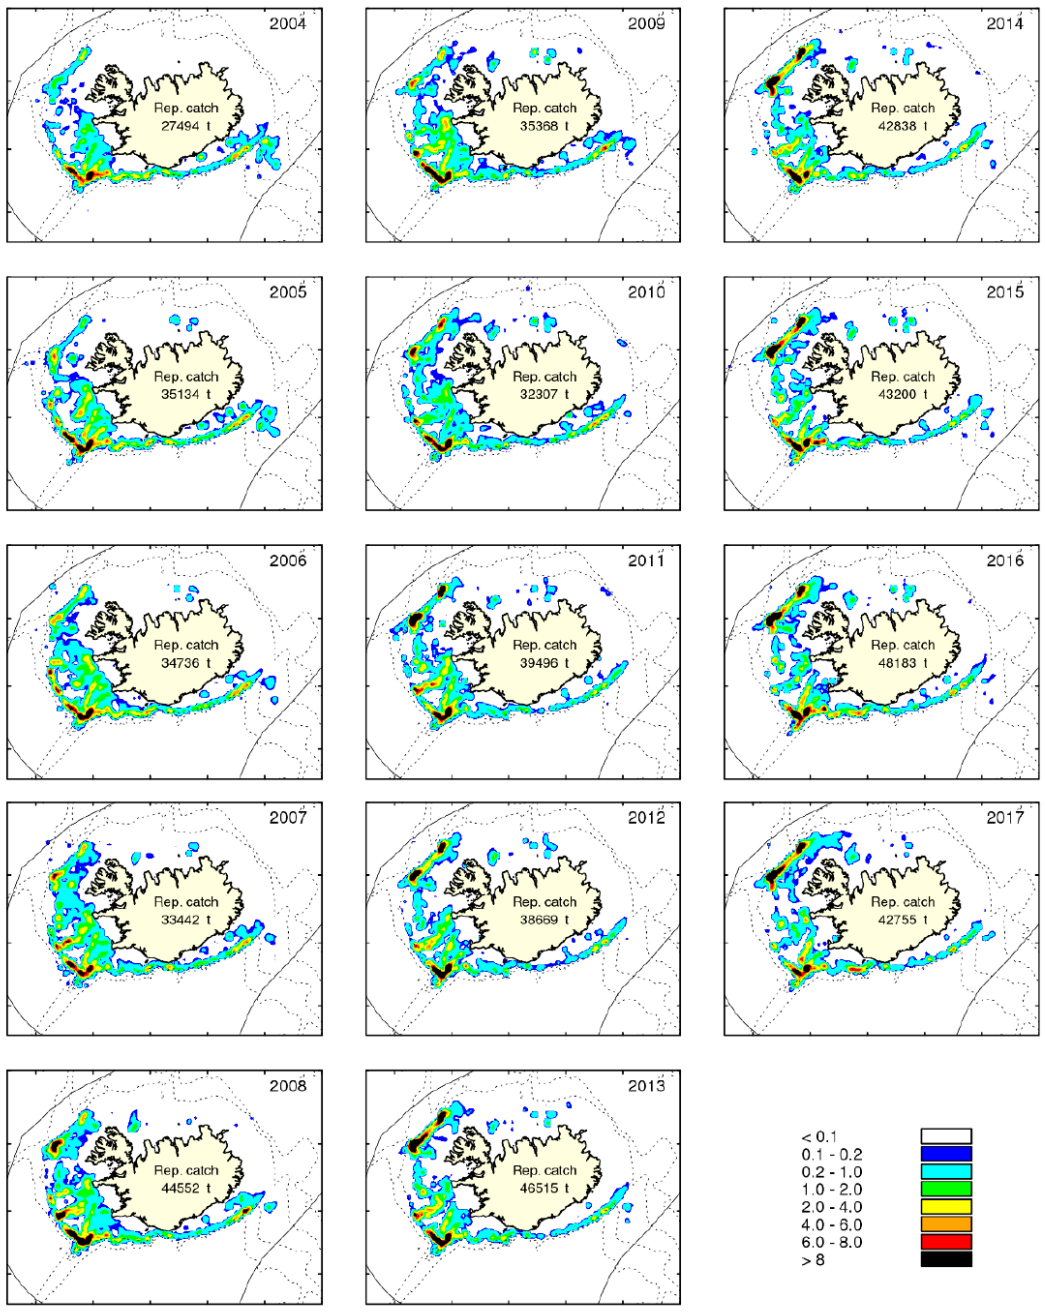 2004
Rep. catch
27494 t
2009
Rep. catch
35368 t
2014
Rep. catch
42838 t
2005
Rep. catch
35134 t
2010
Rep. catch
32307 t
2015
Rep. catch
43200 t
2006
Rep. catch
34736 t
2011
Rep. catch
39496 t
2016
Rep. catch
48183 t
2007
Rep. catch
33442 t
2012
Rep. catch
38669 t
2017
Rep. catch
42755 t
2008
Rep. catch
44552 t
2013
Rep. catch
46515 t
< 0.1
0.1 - 0.2
0.2 - 1.0
1.0 - 2.0
2.0 - 4.0
4.0 - 6.0
6.0 - 8.0
> 8